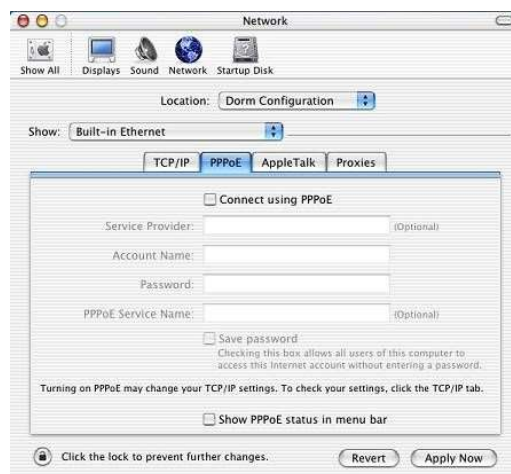 Network
Show All Displays Sound Network Startup Disk
Location: Dorm Configuration
Show: Built-in Ethernet
TCP/IP PPPoE AppleTalk Proxies
Connect using PPPoE
Service Provider: (Optional)
Account Name:
Password:
PPPoE Service Name: (Optional)
Save password
Checking this box allows all users of this computer to
access this Internet account without entering a password.
Turning on PPPoE may change your TCP/IP settings. To check your settings, click the TCP/IP tab.
Show PPPoE status in menu bar
Click the lock to prevent further changes. Revert Apply Now